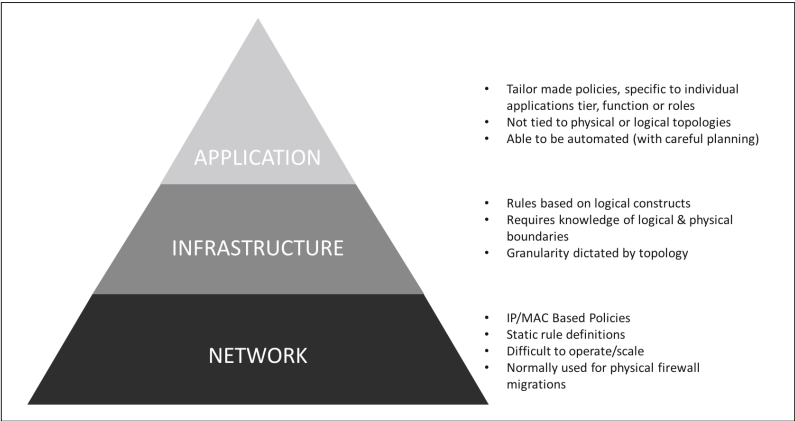 APPLICATION
• Tailor made policies, specific to individual
applications tier, function or roles
• Not tied to physical or logical topologies
• Able to be automated (with careful planning)
INFRASTRUCTURE
• Rules based on logical constructs
• Requires knowledge of logical & physical
boundaries
• Granularity dictated by topology
NETWORK
• IP/MAC Based Policies
• Static rule definitions
• Difficult to operate/scale
• Normally used for physical firewall
migrations